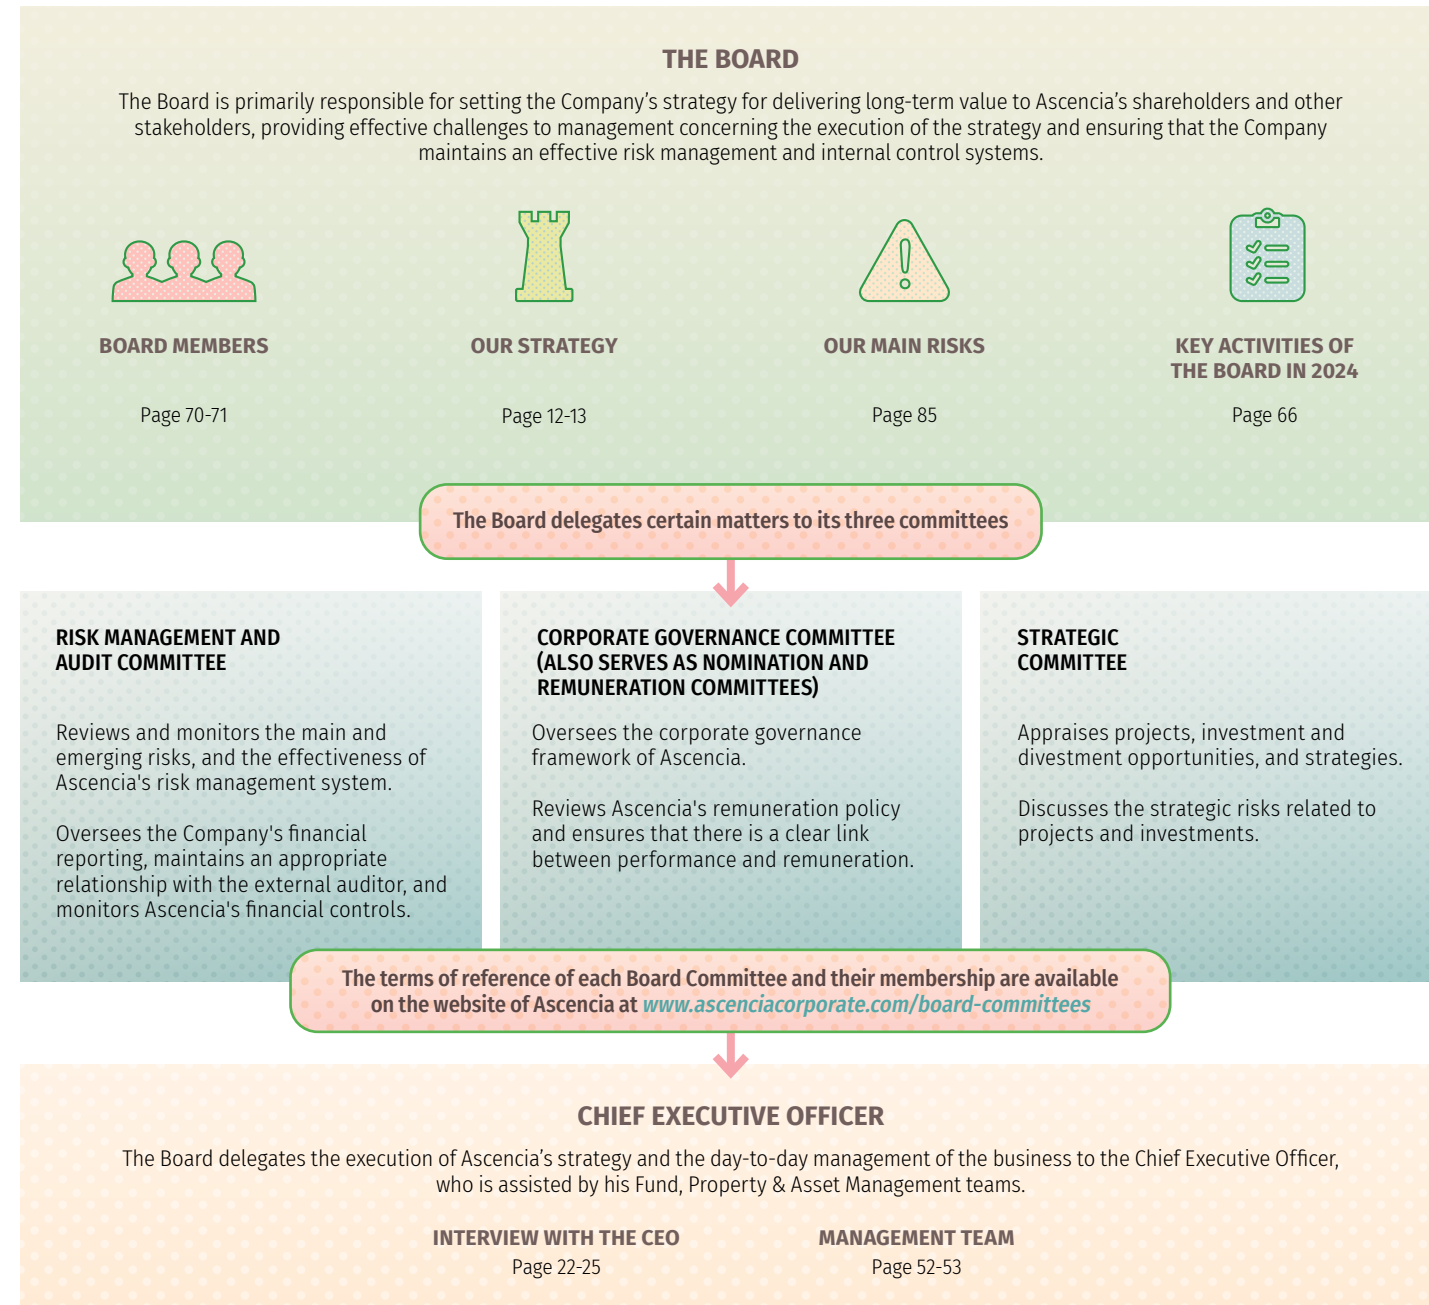 THE BOARD
The Board is primarily responsible for setting the Company’s strategy for delivering long-term value to Ascencia’s shareholders and other
stakeholders, providing effective challenges to management concerning the execution of the strategy and ensuring that the Company
maintains an effective risk management and internal control systems.
BOARD MEMBERS
Page 70-71
OUR STRATEGY
Page 12-13
OUR MAIN RISKS
Page 85
KEY ACTIVITIES OF
THE BOARD IN 2024
Page 66
The Board delegates certain matters to its three committees
RISK MANAGEMENT AND
AUDIT COMMITTEE
Reviews and monitors the main and
emerging risks, and the effectiveness of
Ascencia's risk management system.
Oversees the Company's financial
reporting, maintains an appropriate
relationship with the external auditor, and
monitors Ascencia's financial controls.
CORPORATE GOVERNANCE COMMITTEE
(ALSO SERVES AS NOMINATION AND
REMUNERATION COMMITTEES)
Oversees the corporate governance
framework of Ascencia.
Reviews Ascencia's remuneration policy
and ensures that there is a clear link
between performance and remuneration.
STRATEGIC
COMMITTEE
Appraises projects, investment and
divestment opportunities, and strategies.
Discusses the strategic risks related to
projects and investments.
The terms of reference of each Board Committee and their membership are available
on the website of Ascencia at www.ascenciacorporate.com/board-committees
CHIEF EXECUTIVE OFFICER
The Board delegates the execution of Ascencia’s strategy and the day-to-day management of the business to the Chief Executive Officer,
who is assisted by his Fund, Property & Asset Management teams.
INTERVIEW WITH THE CEO
Page 22-25
MANAGEMENT TEAM
Page 52-53